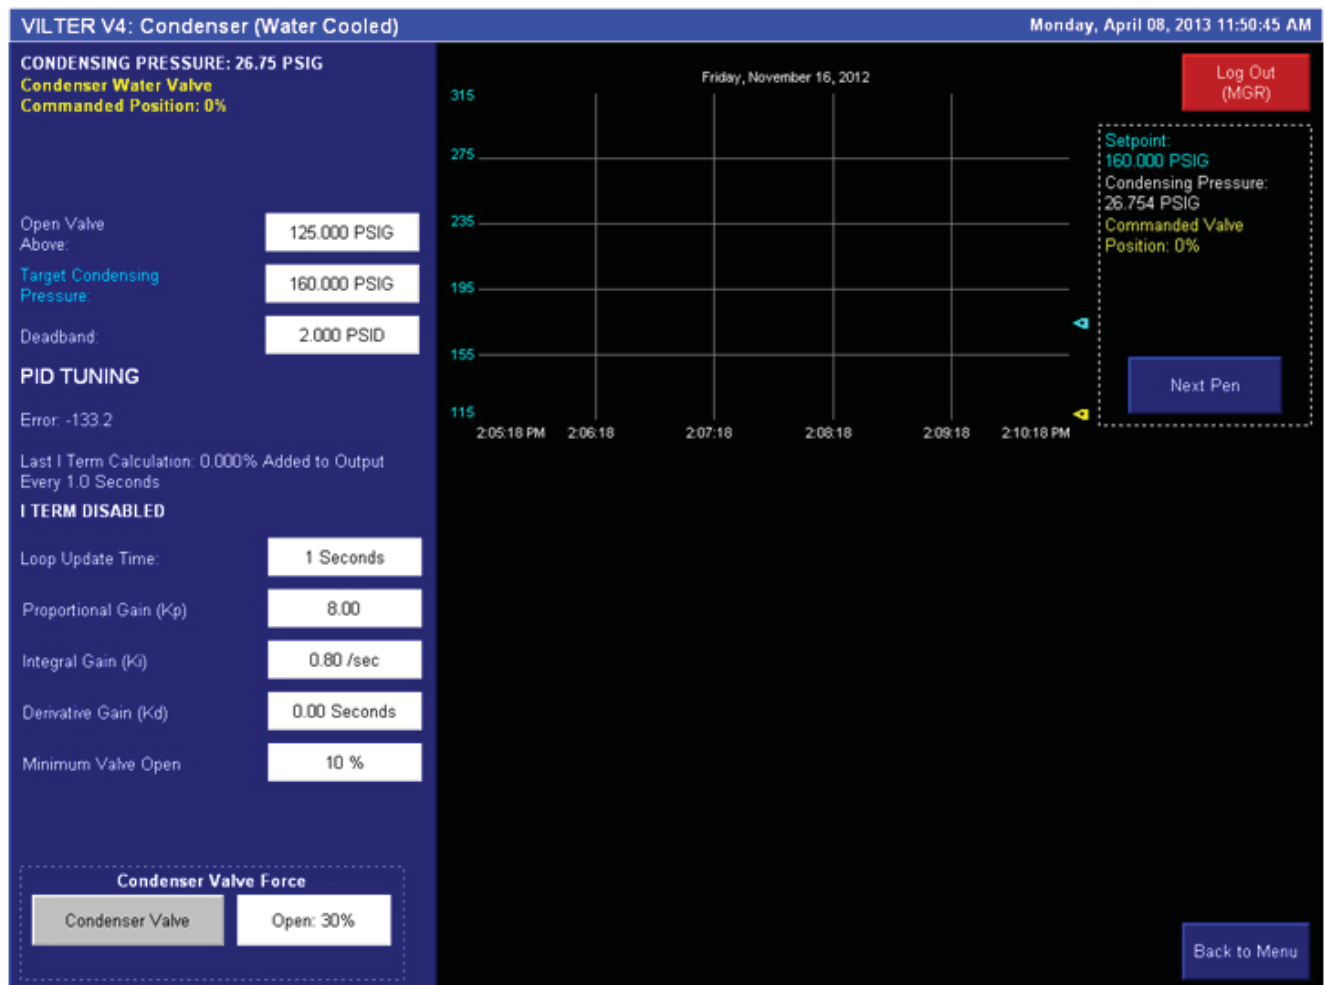 VILTER V4: Condenser (Water Cooled)
Monday, April 08, 2013 11:50:45 AM
CONDENSING PRESSURE: 26.75 PSIG
Condenser Water Valve
Commanded Position: 0%
Open Valve
Above:
125.000 PSIG
Target Condensing
Pressure:
160.000 PSIG
Deadband:
2.000 PSID
PID TUNING
Error: -133.2
Last I Term Calculation: 0.000% Added to Output
Every 1.0 Seconds
I TERM DISABLED
Loop Update Time:
1 Seconds
Proportional Gain (Kp)
8.00
Integral Gain (Ki)
0.80 /sec
Derivative Gain (Kd)
0.00 Seconds
Minimum Valve Open
10 %
Condenser Valve Force
Condenser Valve
Open: 30%
Friday, November 16, 2012
315
275
235
195
155
115
2:05:18 PM 2:06:18 2:07:18 2:08:18 2:09:18 2:10:18 PM
Log Out
(MGR)
Setpoint:
160.000 PSIG
Condensing Pressure:
26.754 PSIG
Commanded Valve
Position: 0%
Next Pen
Back to Menu